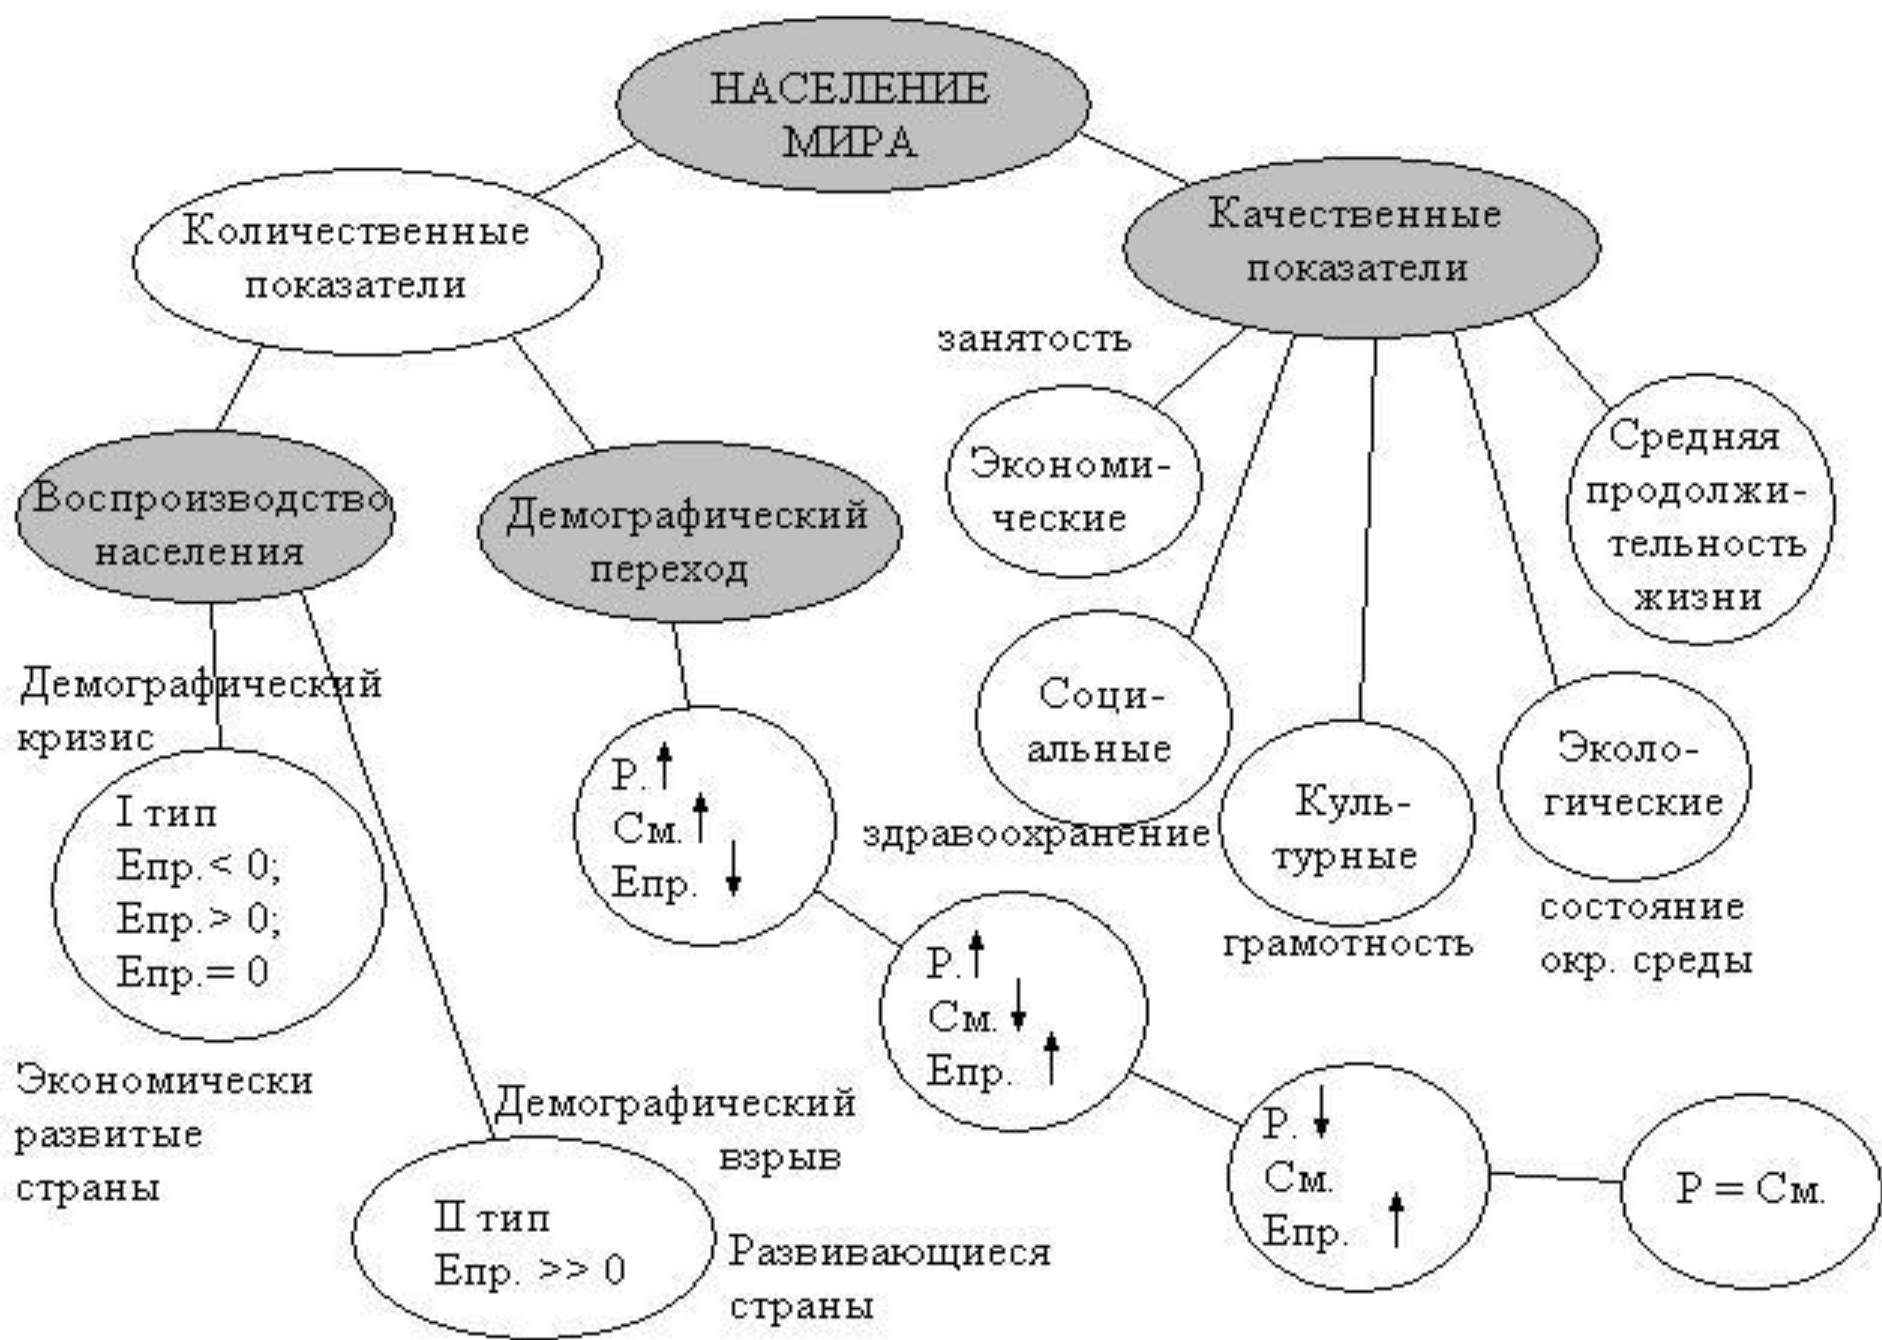 НАСЕЛЕНИЕ
МИРА
Количественные
показатели
Качественные
показатели
Воспроизводство
населения
Демографический
переход
занятость
Экономи-
ческие
Средняя
продолжи-
тельность
жизни
Соци-
альные
здравоохранение
Куль-
турные
грамотность
Эколо-
гические
состояние
окр. среды
Демографический
кризис
I тип
Епр. < 0;
Епр. > 0;
Епр. = 0
Экономически
развитые
страны
Демографический
взрыв
II тип
Епр. >> 0
Развивающиеся
страны
Р. ↑
См. ↑
Епр. ↓
Р. ↑
См. ↓
Епр. ↑
Р. ↓
См.
Епр. ↑
Р = См.